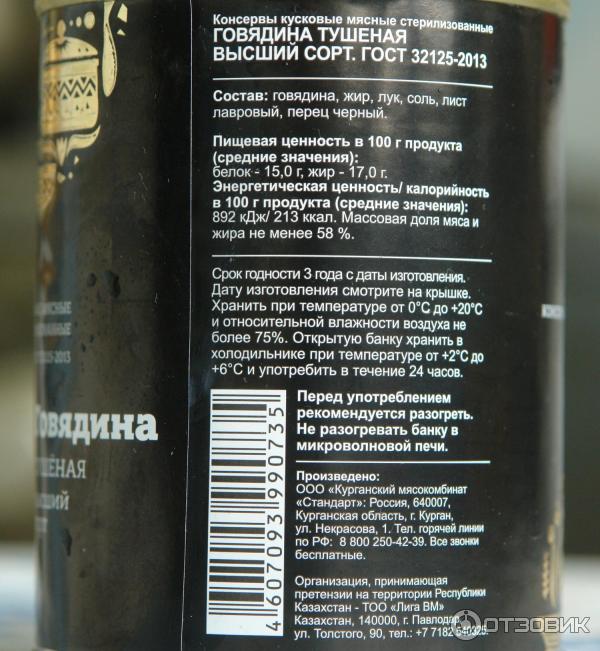 Консервы кусковые мясные стерилизованные
ГОВЯДИНА ТУШЕНАЯ
ВЫСШИЙ СОРТ. ГОСТ 32125-2013
Состав: говядина, жир, лук, соль, лист
лавровый, перец черный.
Пищевая ценность в 100 г продукта
(средние значения):
белок - 15,0 г, жир - 17,0 г.
Энергетическая ценность/ калорийность
в 100 г продукта (средние значения):
892 кДж/ 213 ккал. Массовая доля мяса и
жира не менее 58 %.
Срок годности 3 года с даты изготовления.
Дату изготовления смотрите на крышке.
Хранить при температуре от 0°С до +20°С
и относительной влажности воздуха не
более 75%. Открытую банку хранить в
холодильнике при температуре от +2°С до
+6°С и употребить в течение 24 часов.
Перед употреблением
рекомендуется разогреть.
Не разогревать банку в
микроволновой печи.
Произведено:
ООО «Курганский мясокомбинат
«Стандарт»: Россия, 640007,
Курганская область, г. Курган,
ул. Некрасова, 1. Тел. горячей линии
по РФ: 8 800 250-42-39. Все звонки
бесплатные.
Организация, принимающая
претензии на территории Республики
Казахстан - ТОО «Лига ВМ»
Казахстан, 140000, г. Павлодар,
ул. Толстого, 90, тел.: +7 7182 540325.
4607093990735
Говядина
ТУШЁНАЯ
ОТЗОВИК